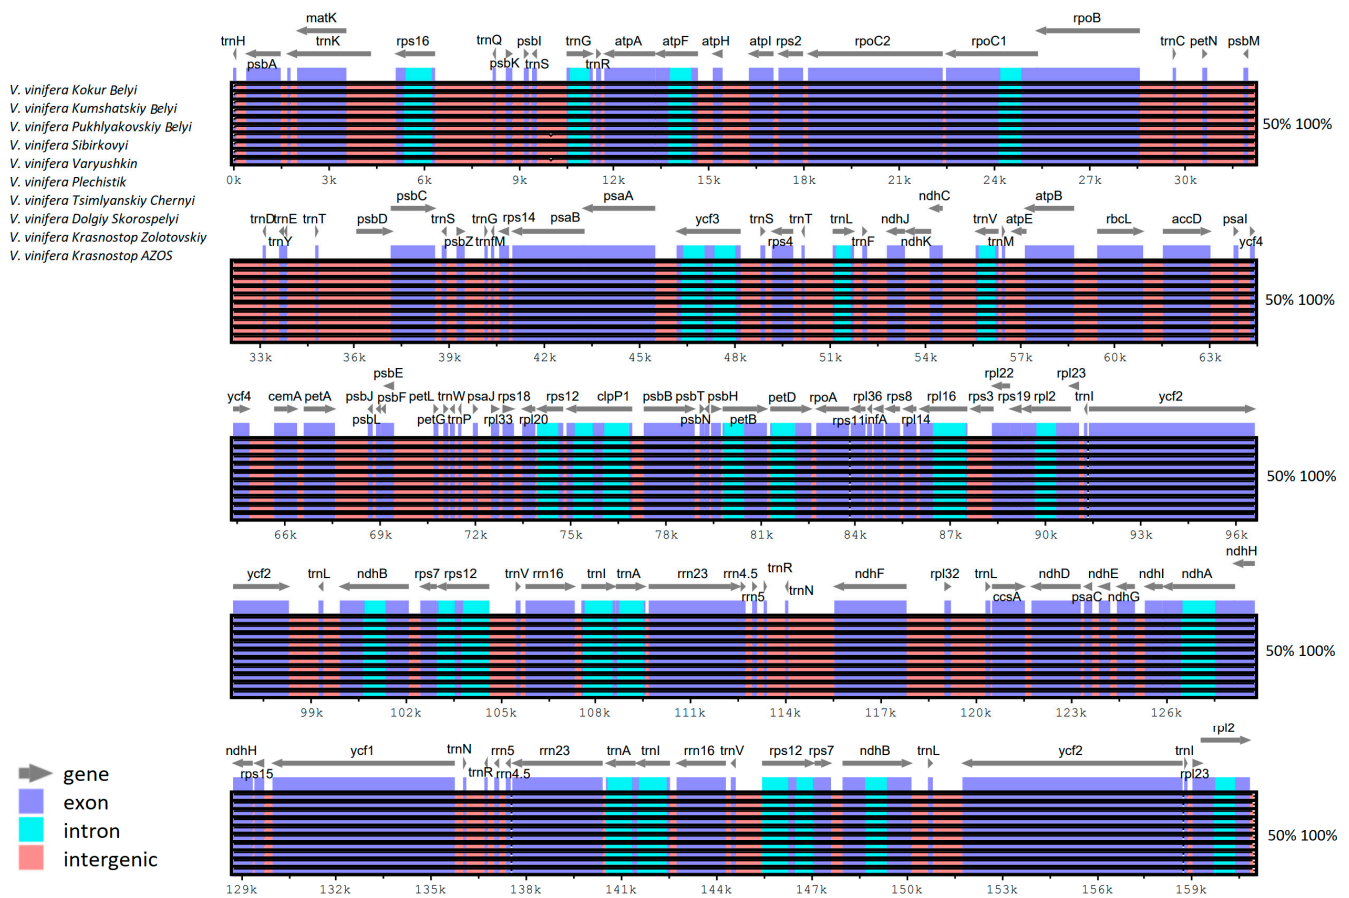 matK rpoB
trnH trnK rps16 trnQ psbI trnG atpA atpF atpH atpI rps2 rpoC2 rpoC1 trnC petN psbM
psbA psbK trnS trnR
V. vinifera Kokur Belyi
V. vinifera Kumshatskiy Belyi
V. vinifera Pukhlyakovskiy Belyi
V. vinifera Sibirkovyi
V. vinifera Varyushkin
V. vinifera Plechistik
V. vinifera Tsimlyanskiy Chernyi
V. vinifera Dolgiy Skorospelyi
V. vinifera Krasnostop Zolotovskiy
V. vinifera Krasnostop AZOS
50% 100%
0k 3k 6k 9k 12k 15k 18k 21k 24k 27k 30k
psbC psaA ndhC atpB
trnD trnE trnT psbD trnS trnG rps14 psaB ycf3 trnS trnT trnL ndhJ trnV atpE rbcL accD psaI
trnY psbZ trnfM rps4 trnF ndhK trnM ycf4
50% 100%
33k 36k 39k 42k 45k 48k 51k 54k 57k 60k 63k
psbE rpl22 rpl23
ycf4 cemA petA psbJ psbF petL trnW psaJ rps18 rps12 clpP1 psbB psbT psbH petD rpoA rpl36 rps8 rpl16 rps3 rps19 rpl2 trnI ycf2
psbL petG trnP rpl33 rpl20 psbN petB rps11 infA rpl14
50% 100%
66k 69k 72k 75k 78k 81k 84k 87k 90k 93k 96k
ndhH
trnR
ycf2 trnL ndhB rps7 rps12 trnV rrn16 trnI trnA rrn23 rrn4.5 ndhF rpl32 trnL ndhD ndhE ndhI ndhA
rrn5 trnN ccsA psaC ndhG
50% 100%
99k 102k 105k 108k 111k 114k 117k 120k 123k 126k
rpl2
ndhH ycf1 trnN rrn5 rrn23 trnA trnI rrn16 trnV rps12 rps7 ndhB trnL ycf2 trnI
rps15 trnR rrn4.5 rpl23
50% 100%
129k 132k 135k 138k 141k 144k 147k 150k 153k 156k 159k
gene
exon
intron
intergenic